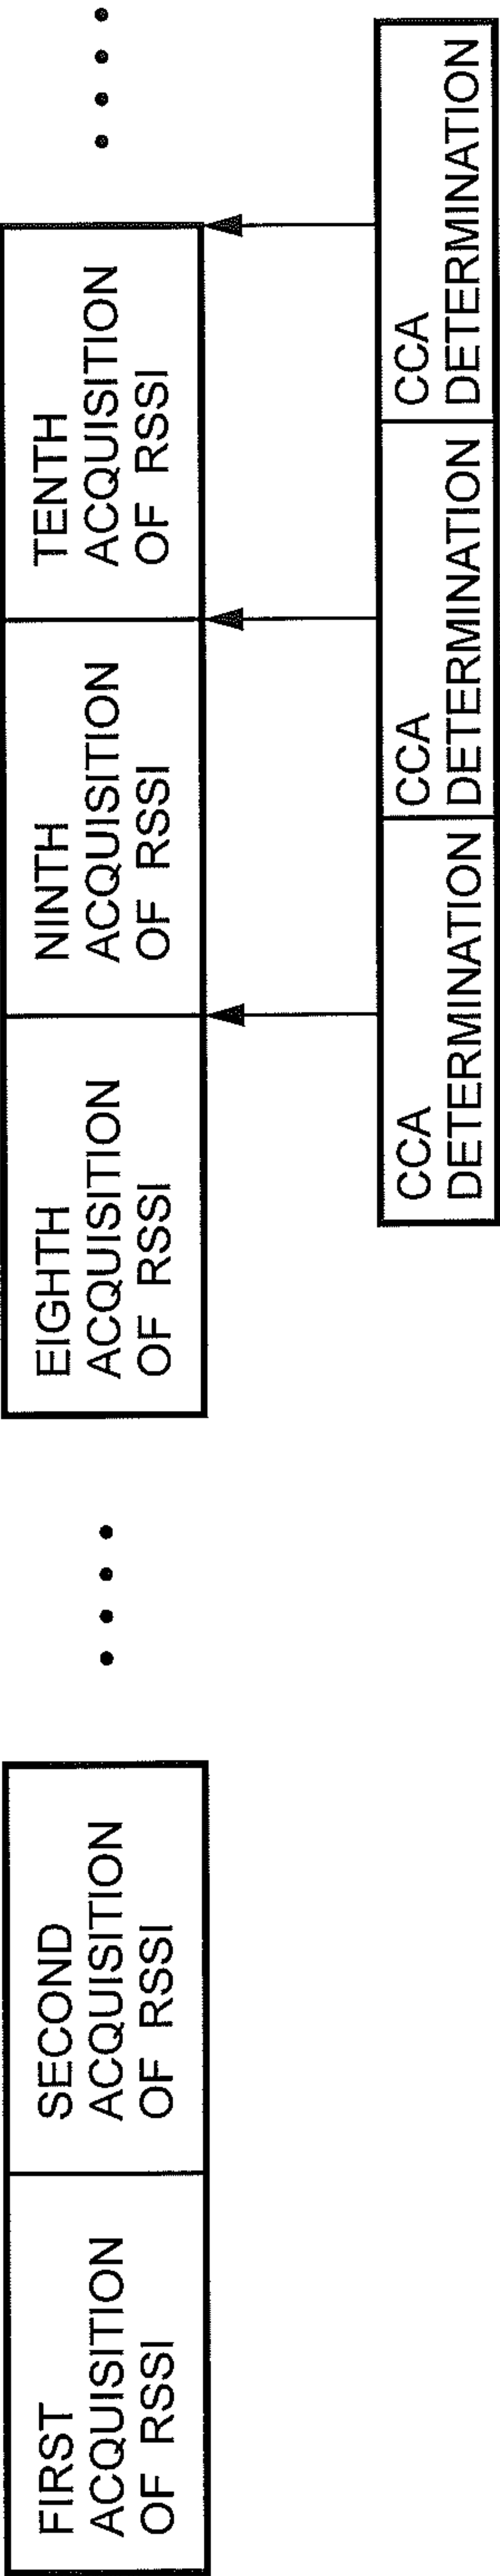 FIRST
ACQUISITION
OF RSSI
SECOND
ACQUISITION
OF RSSI
EIGHTH
ACQUISITION
OF RSSI
NINTH
ACQUISITION
OF RSSI
TENTH
ACQUISITION
OF RSSI
CCA
DETERMINATION
CCA
DETERMINATION
CCA
DETERMINATION